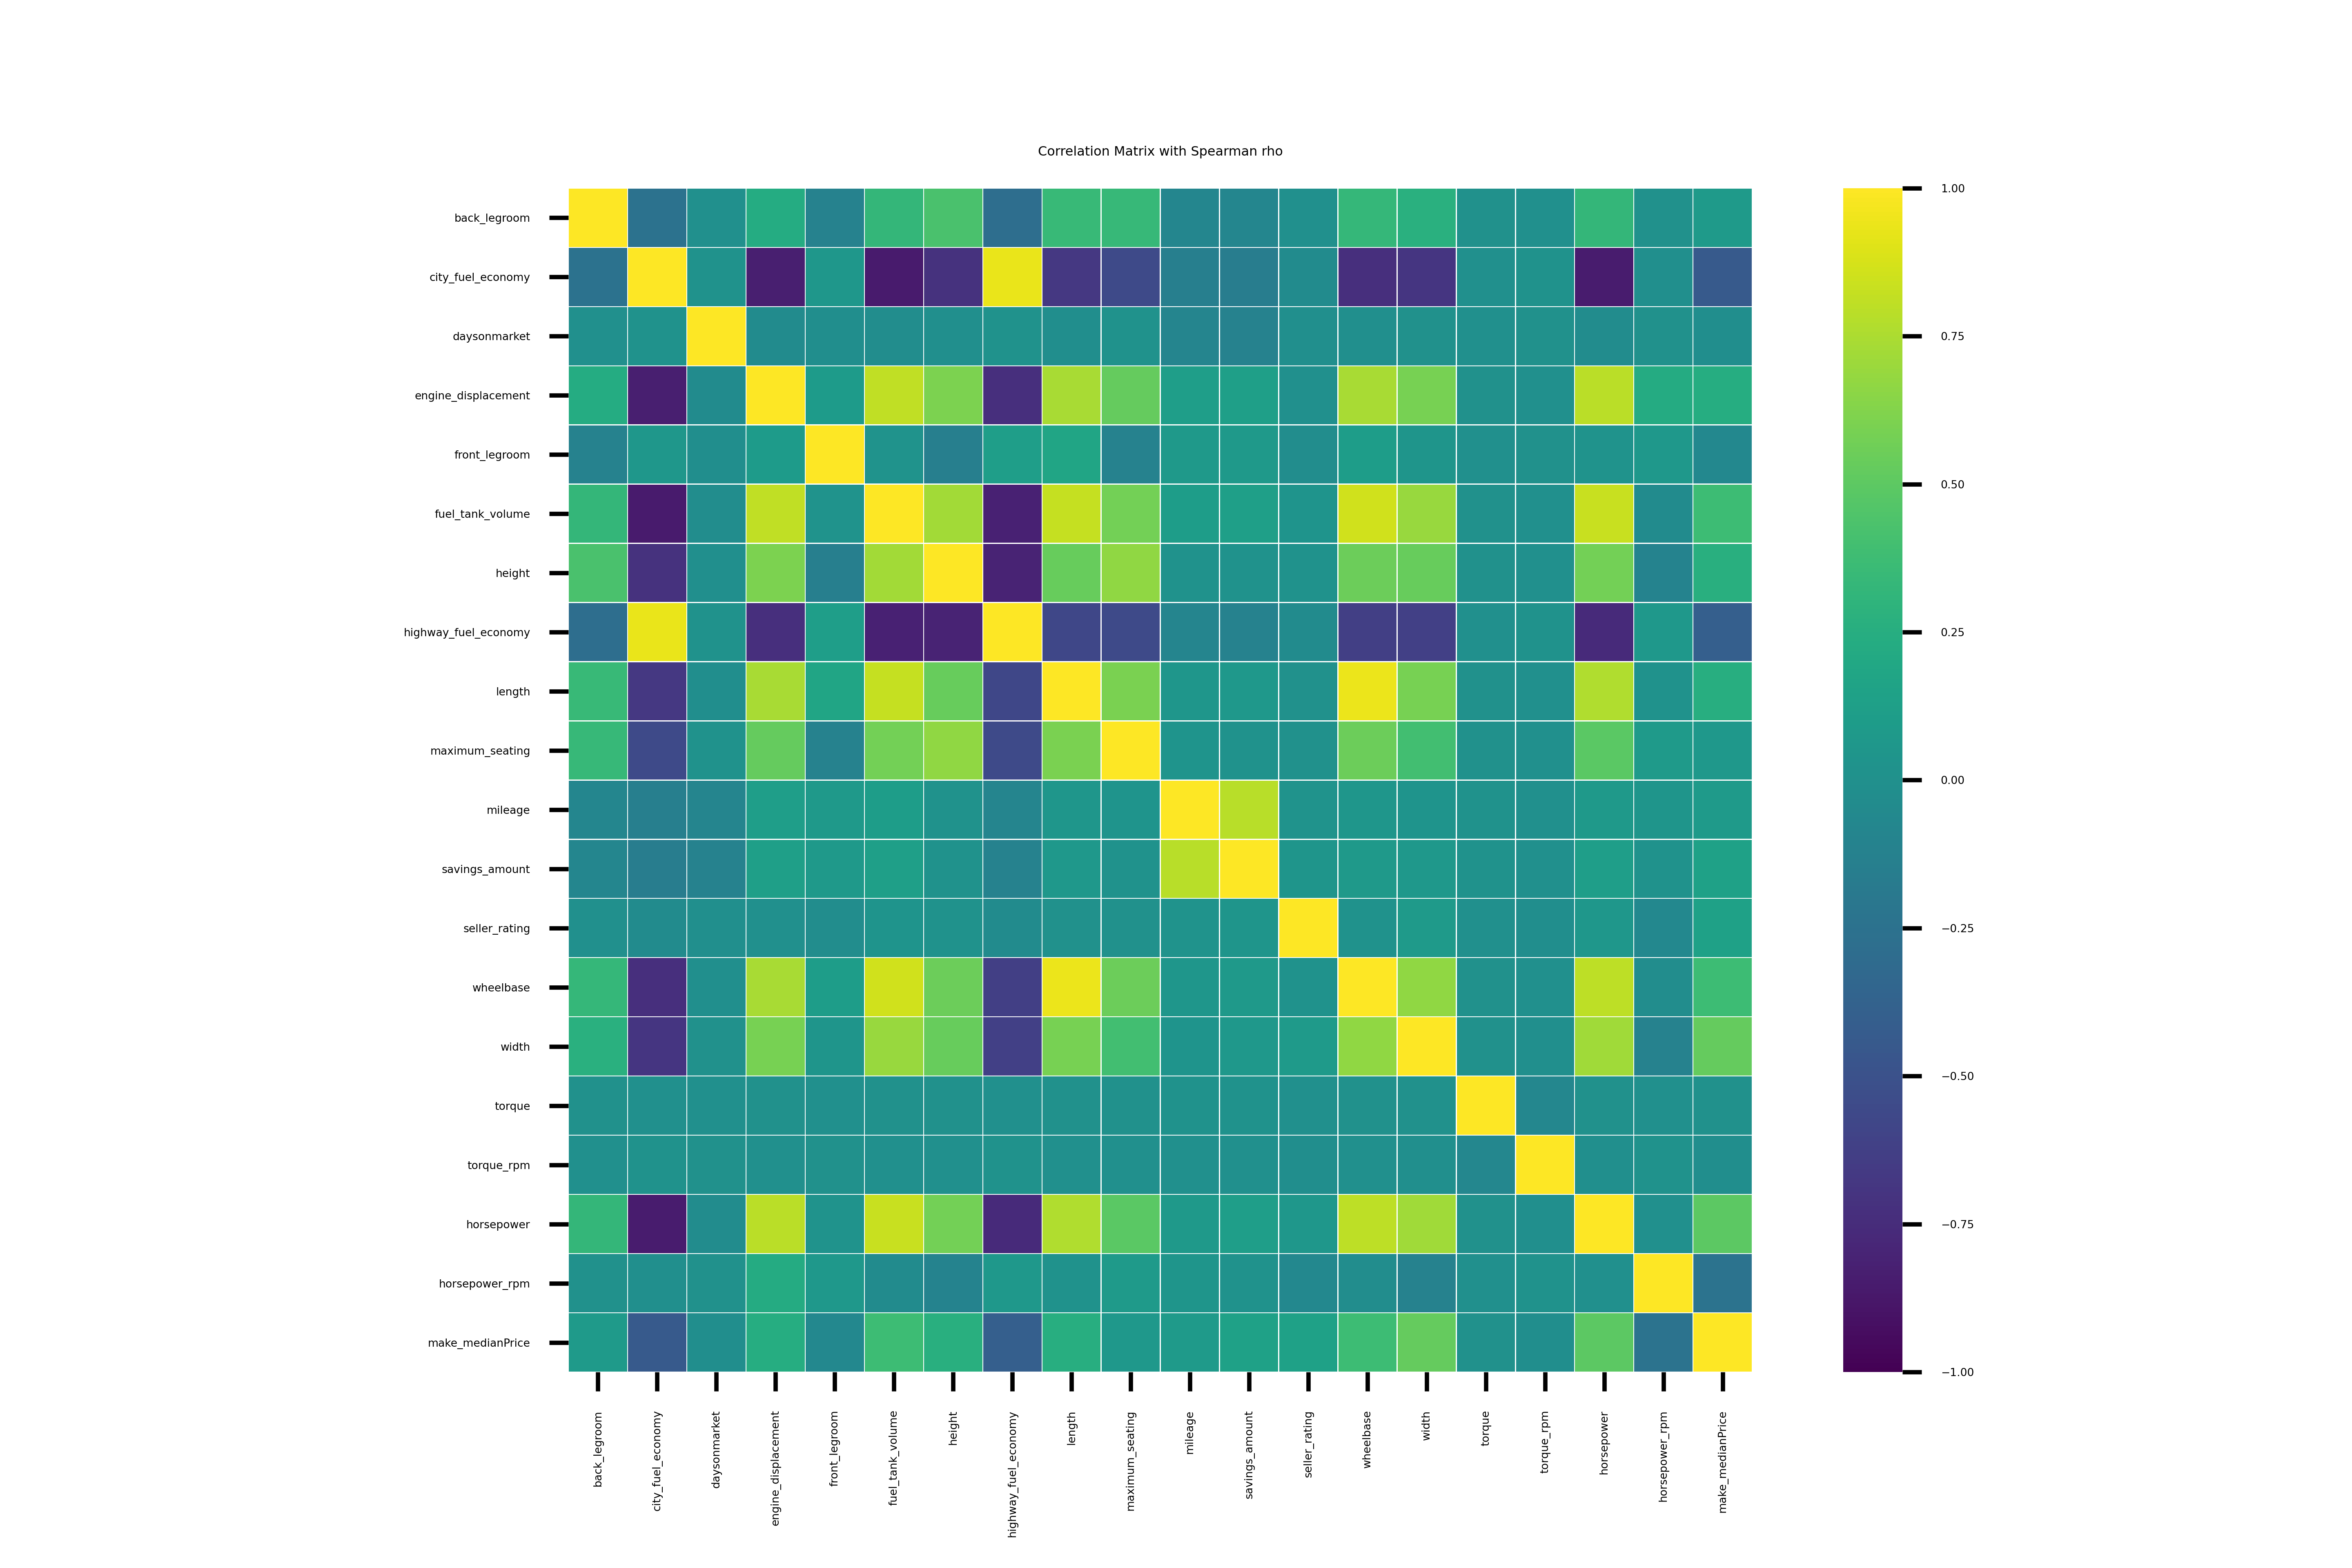 Correlation Matrix with Spearman rho
back_legroom
city_fuel_economy
daysonmarket
engine_displacement
front_legroom
fuel_tank_volume
height
highway_fuel_economy
length
maximum_seating
mileage
savings_amount
seller_rating
wheelbase
width
torque
torque_rpm
horsepower
horsepower_rpm
make_medianPrice
back_legroom
city_fuel_economy
daysonmarket
engine_displacement
front_legroom
fuel_tank_volume
height
highway_fuel_economy
length
maximum_seating
mileage
savings_amount
seller_rating
wheelbase
width
torque
torque_rpm
horsepower
horsepower_rpm
make_medianPrice
1.00
0.75
0.50
0.25
0.00
−0.25
−0.50
−0.75
−1.00